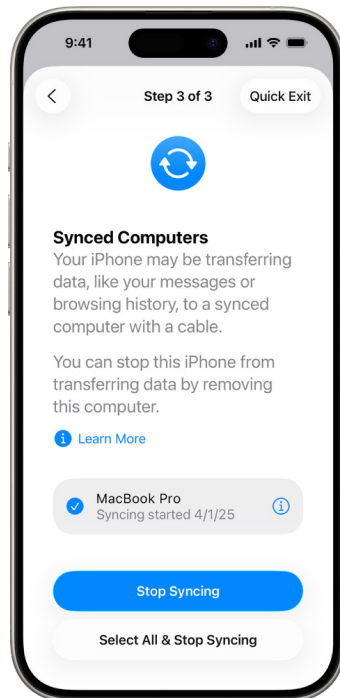 9:41
Step 3 of 3
Quick Exit
Synced Computers
Your iPhone may be transferring
data, like your messages or
browsing history, to a synced
computer with a cable.
You can stop this iPhone from
transferring data by removing
this computer.
Learn More
MacBook Pro
Syncing started 4/1/25
Stop Syncing
Select All & Stop Syncing